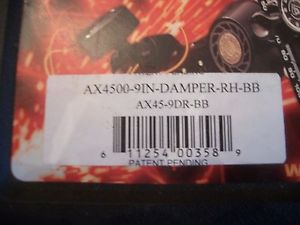 AX4500-9IN-DAMPER-RH-BB
AX45-9DR-BB
6 11254 00358 9
PATENT PENDING